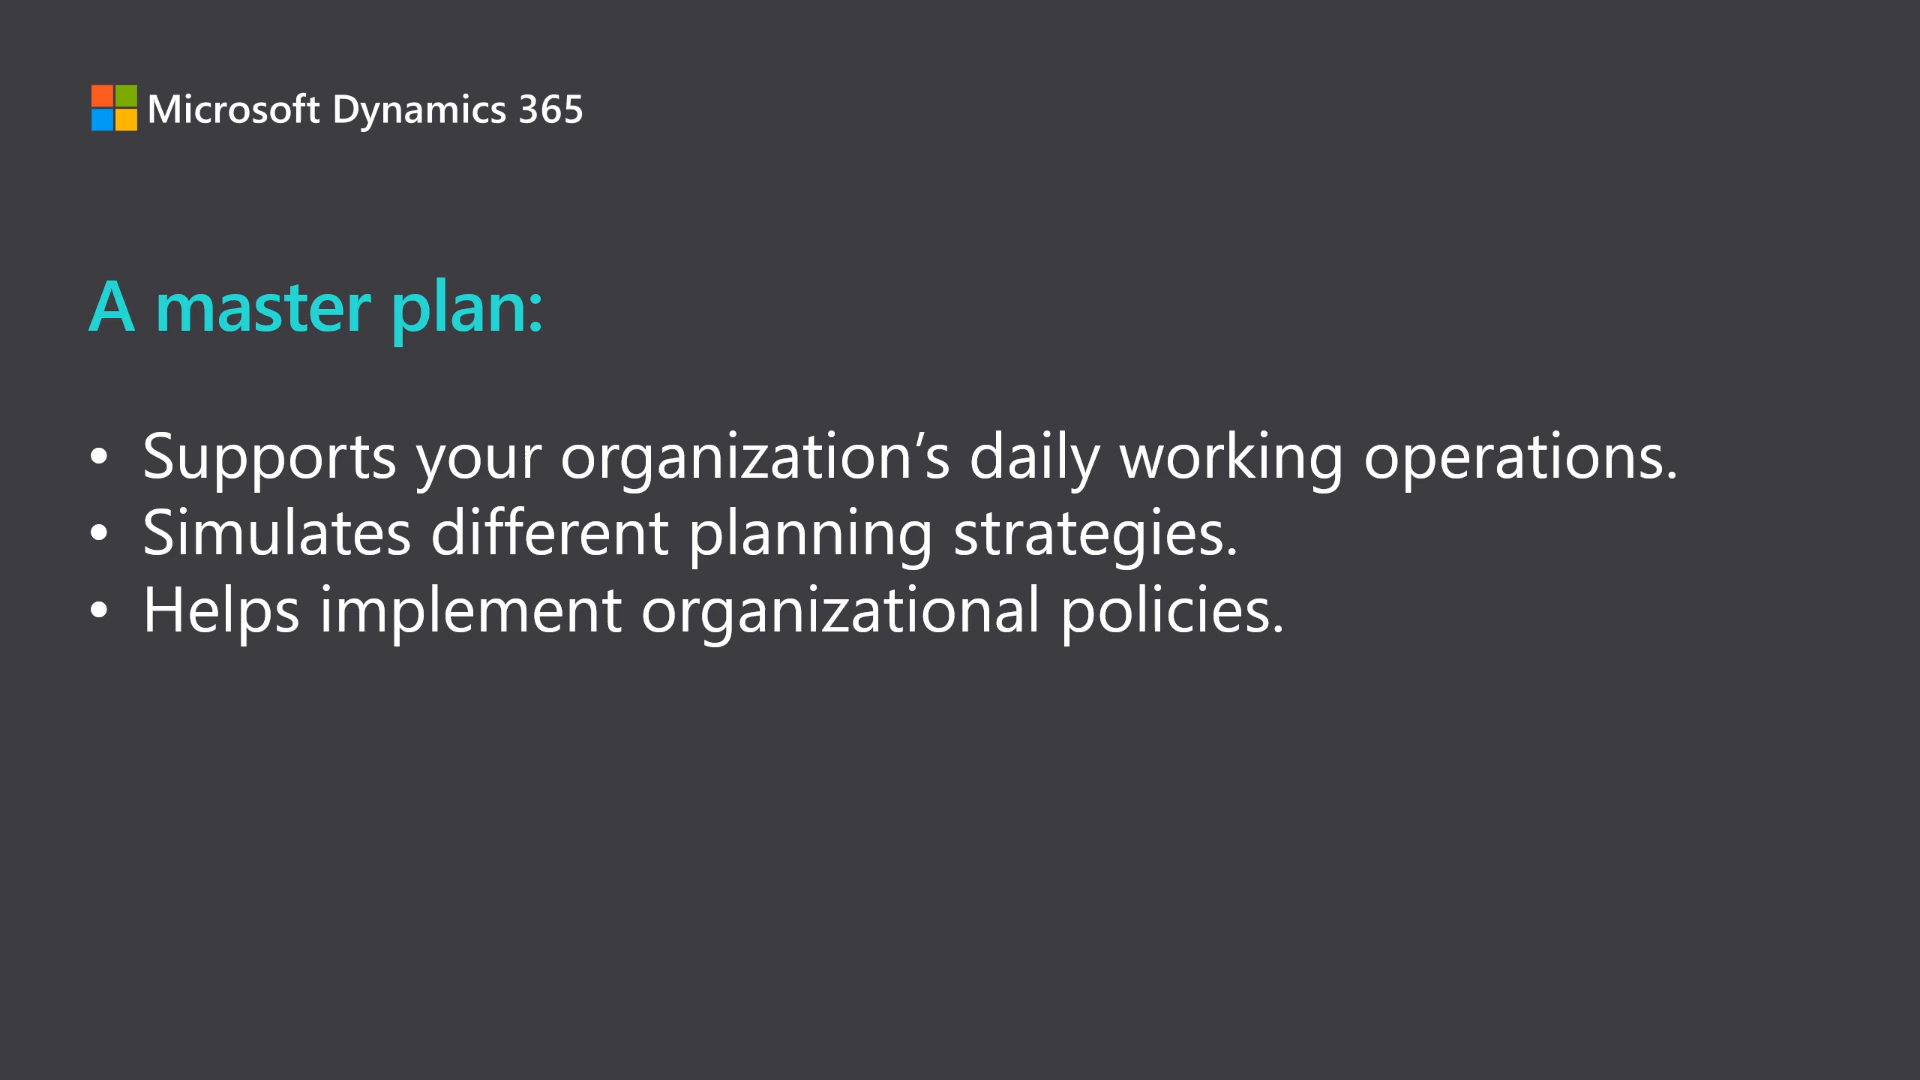 Microsoft Dynamics 365
A master plan:
• Supports your organization’s daily working operations.
• Simulates different planning strategies.
• Helps implement organizational policies.